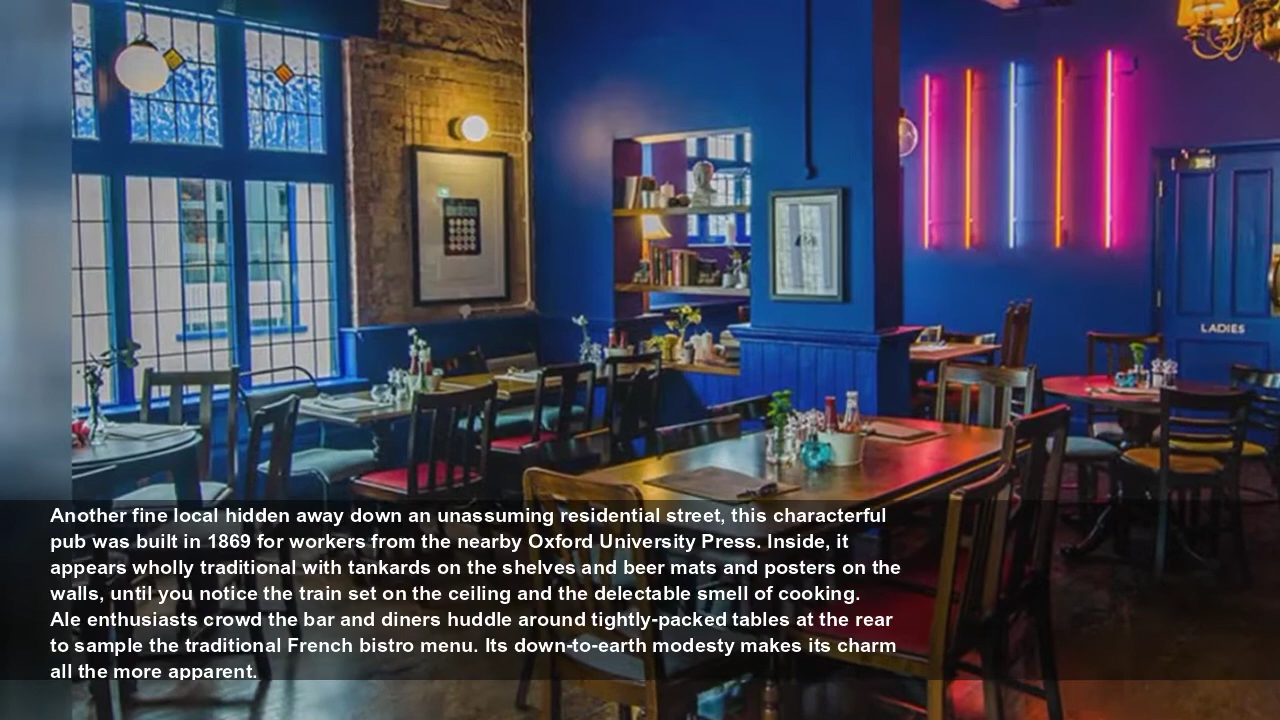 LADIES
Another fine local hidden away down an unassuming residential street, this characterful
pub was built in 1869 for workers from the nearby Oxford University Press. Inside, it
appears wholly traditional with tankards on the shelves and beer mats and posters on the
walls, until you notice the train set on the ceiling and the delectable smell of cooking.
Ale enthusiasts crowd the bar and diners huddle around tightly-packed tables at the rear
to sample the traditional French bistro menu. Its down-to-earth modesty makes its charm
all the more apparent.